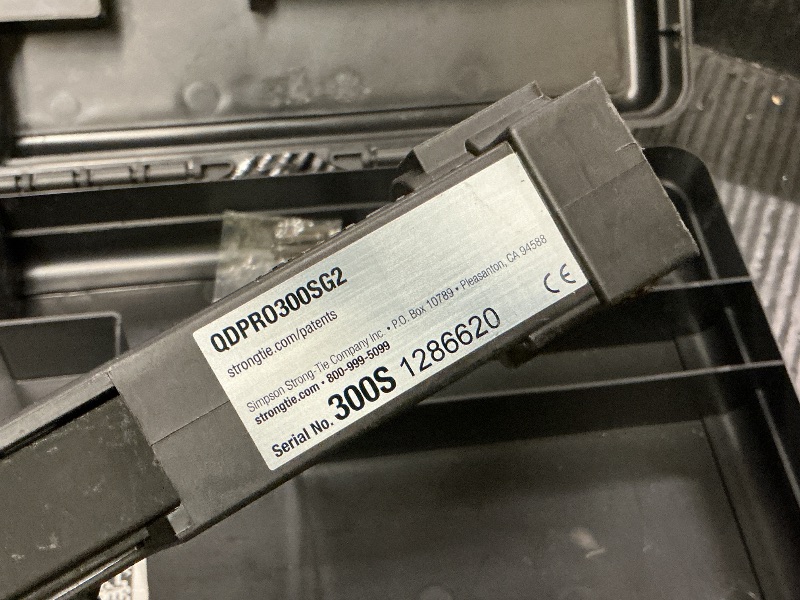 QDPRO300SG2
strongtie.com/patents
Simpson Strong-Tie Company Inc • P.O. Box 10789 • Pleasanton, CA 94588
strongtie.com • 800-999-5099
Serial No. 300S 1286620
CE